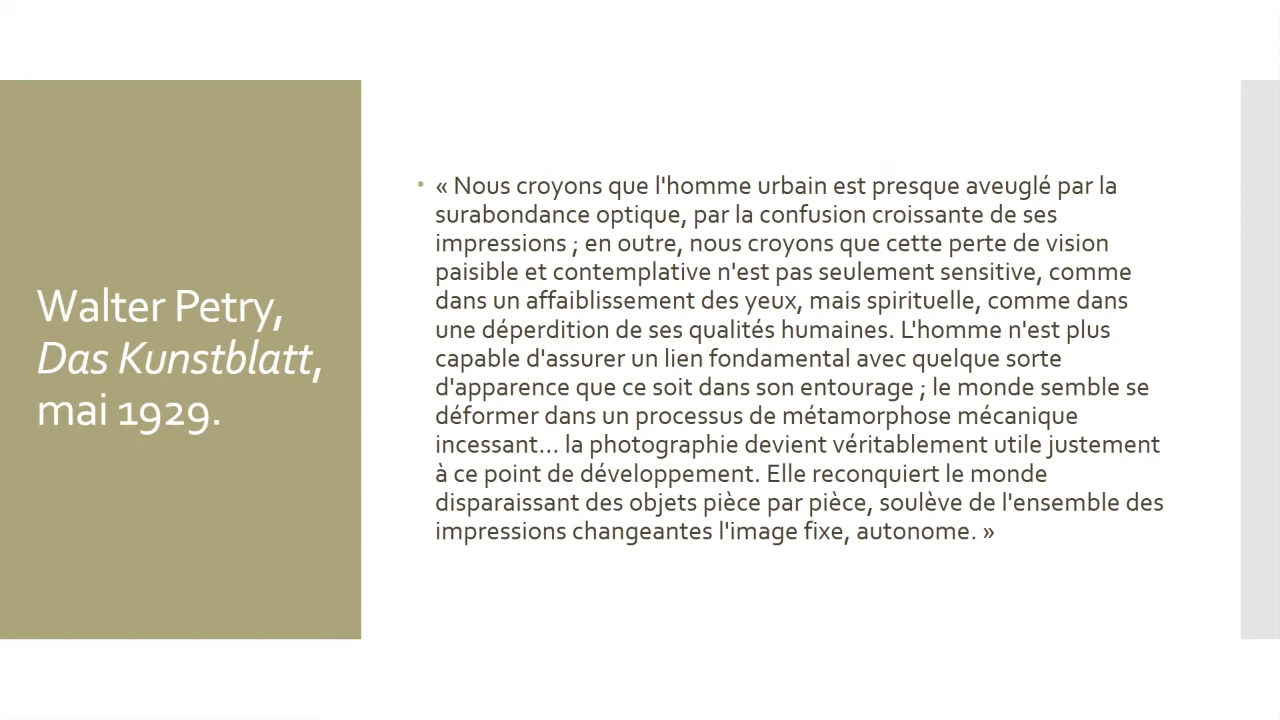 Walter Petry,
Das Kunstblatt,
mai 1929.
• « Nous croyons que l'homme urbain est presque aveuglé par la
surabondance optique, par la confusion croissante de ses
impressions ; en outre, nous croyons que cette perte de vision
paisible et contemplative n'est pas seulement sensitive, comme
dans un affaiblissement des yeux, mais spirituelle, comme dans
une déperdition de ses qualités humaines. L'homme n'est plus
capable d'assurer un lien fondamental avec quelque sorte
d'apparence que ce soit dans son entourage ; le monde semble se
déformer dans un processus de métamorphose mécanique
incessant... la photographie devient véritablement utile justement
à ce point de développement. Elle reconquiert le monde
disparaissant des objets pièce par pièce, soulève de l'ensemble des
impressions changeantes l'image fixe, autonome. »